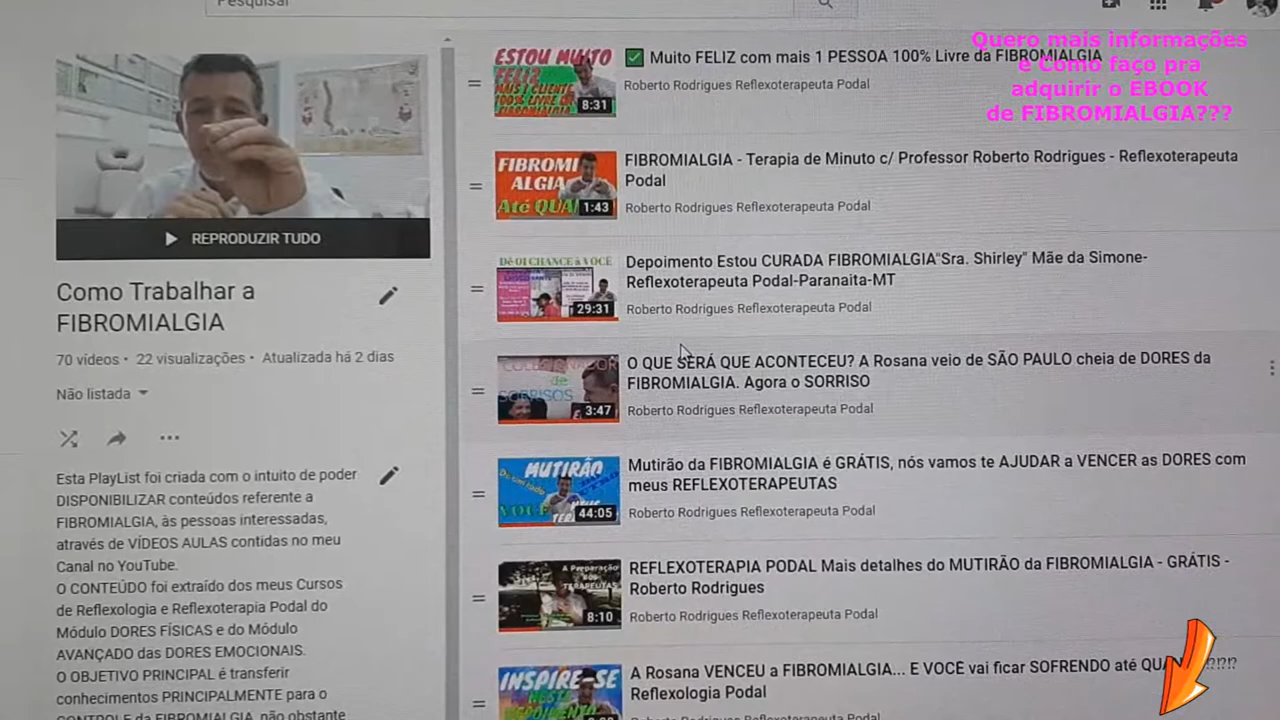 Pesquisar
Quero mais informações
e Como faço pra
adquirir o EBOOK
de FIBROMIALGIA???
REPRODUZIR TUDO
Como Trabalhar a
FIBROMIALGIA
70 vídeos • 22 visualizações • Atualizada há 2 dias
Não listada
Esta PlayList foi criada com o intuito de poder
DISPONIBILIZAR conteúdos referente a
FIBROMIALGIA, às pessoas interessadas,
através de VÍDEOS AULAS contidas no meu
Canal no YouTube.
O CONTEÚDO foi extraído dos meus Cursos
de Reflexologia e Reflexoterapia Podal do
Módulo DORES FÍSICAS e do Módulo
AVANÇADO das DORES EMOCIONAIS.
O OBJETIVO PRINCIPAL é transferir
conhecimentos PRINCIPALMENTE para o
CONTROLE da FIBROMIALGIA, não obstante
ESTOU MUITO
FELIZ
MAIS 1 CLIENTE
100% LIVRE DA
8:31
Muito FELIZ com mais 1 PESSOA 100% Livre da FIBROMIALGIA
Roberto Rodrigues Reflexoterapeuta Podal
FIBROMI
ALGIA
Até QUA
1:43
FIBROMIALGIA - Terapia de Minuto c/ Professor Roberto Rodrigues - Reflexoterapeuta
Podal
Roberto Rodrigues Reflexoterapeuta Podal
Dê 01 CHANCE à VOCÊ
29:31
Depoimento Estou CURADA FIBROMIALGIA"Sra. Shirley" Mãe da Simone-
Reflexoterapeuta Podal-Paranaita-MT
Roberto Rodrigues Reflexoterapeuta Podal
COLECIONADOR
de
SORRISOS
3:47
O QUE SERÁ QUE ACONTECEU? A Rosana veio de SÃO PAULO cheia de DORES da
FIBROMIALGIA. Agora o SORRISO
Roberto Rodrigues Reflexoterapeuta Podal
MUTIRÃO
VOCÊ
44:05
Mutirão da FIBROMIALGIA é GRÁTIS, nós vamos te AJUDAR a VENCER as DORES com
meus REFLEXOTERAPEUTAS
Roberto Rodrigues Reflexoterapeuta Podal
A Preparação
dos
TERAPEUTAS
8:10
REFLEXOTERAPIA PODAL Mais detalhes do MUTIRÃO da FIBROMIALGIA - GRÁTIS -
Roberto Rodrigues
Roberto Rodrigues Reflexoterapeuta Podal
INSPIRE-SE
NESTE
DEPOIMENTO
A Rosana VENCEU a FIBROMIALGIA... E VOCÊ vai ficar SOFRENDO até QUA ?!?!?
Reflexologia Podal
Roberto Rodrigues Reflexoterapeuta Podal